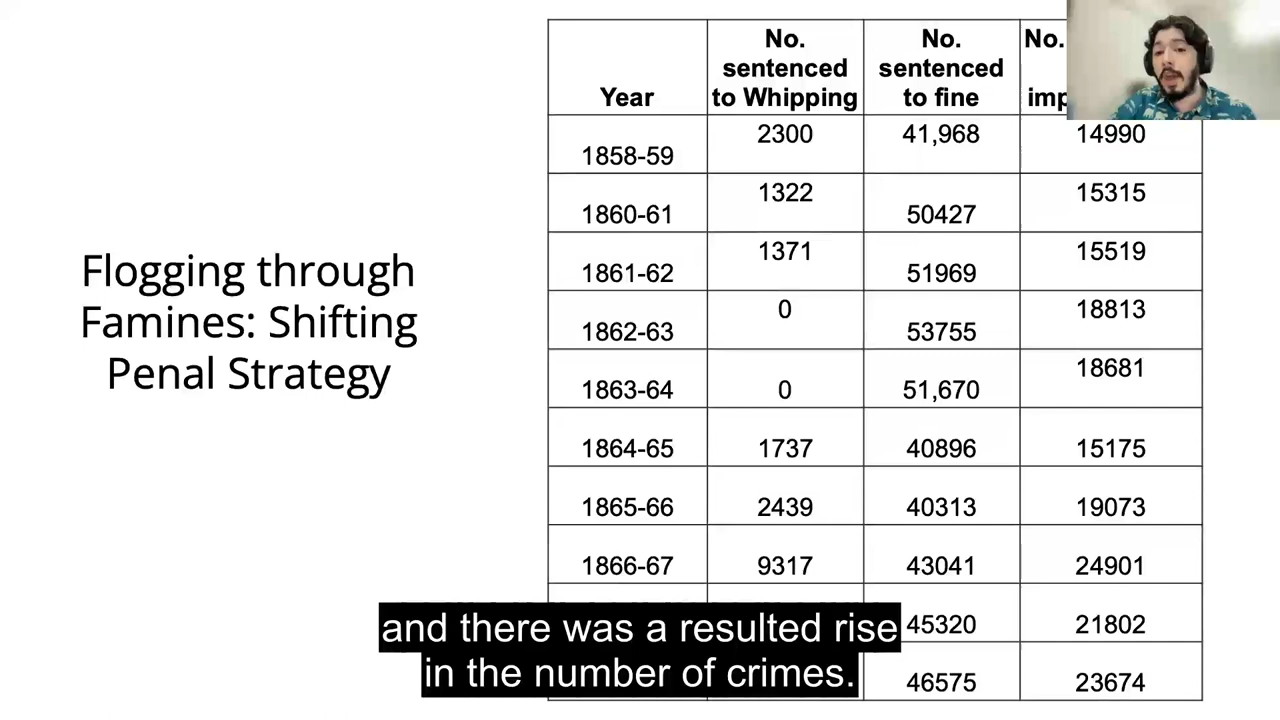 Flogging through
Famines: Shifting
Penal Strategy
Year No. sentenced to Whipping No. sentenced to fine No.
1858-59 2300 41,968 14990
1860-61 1322 50427 15315
1861-62 1371 51969 15519
1862-63 0 53755 18813
1863-64 0 51,670 18681
1864-65 1737 40896 15175
1865-66 2439 40313 19073
1866-67 9317 43041 24901
45320 21802
46575 23674
and there was a resulted rise
in the number of crimes.